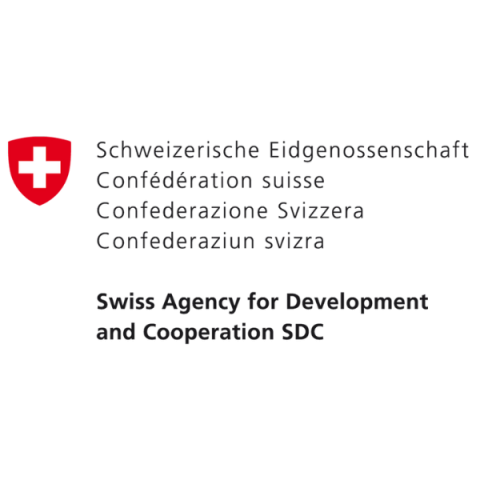 Schweizerische Eidgenossenschaft
Confédération suisse
Confederazione Svizzera
Confederaziun svizra
Swiss Agency for Development
and Cooperation SDC